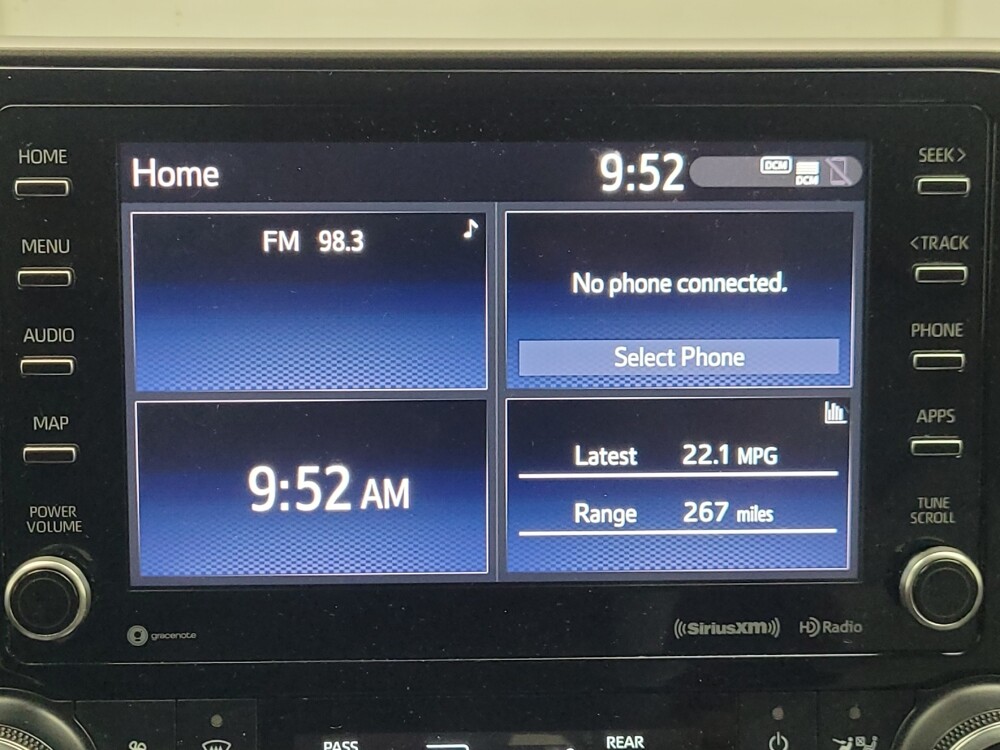 HOME
MENU
AUDIO
MAP
POWER
VOLUME
Home
9:52
DCM
DCM
FM 98.3
No phone connected.
Select Phone
9:52 AM
Latest 22.1 MPG
Range 267 miles
SEEK>
<TRACK
PHONE
APPS
TUNE
SCROLL
g gracenote
((SiriusXM))
HD Radio
PASS
REAR